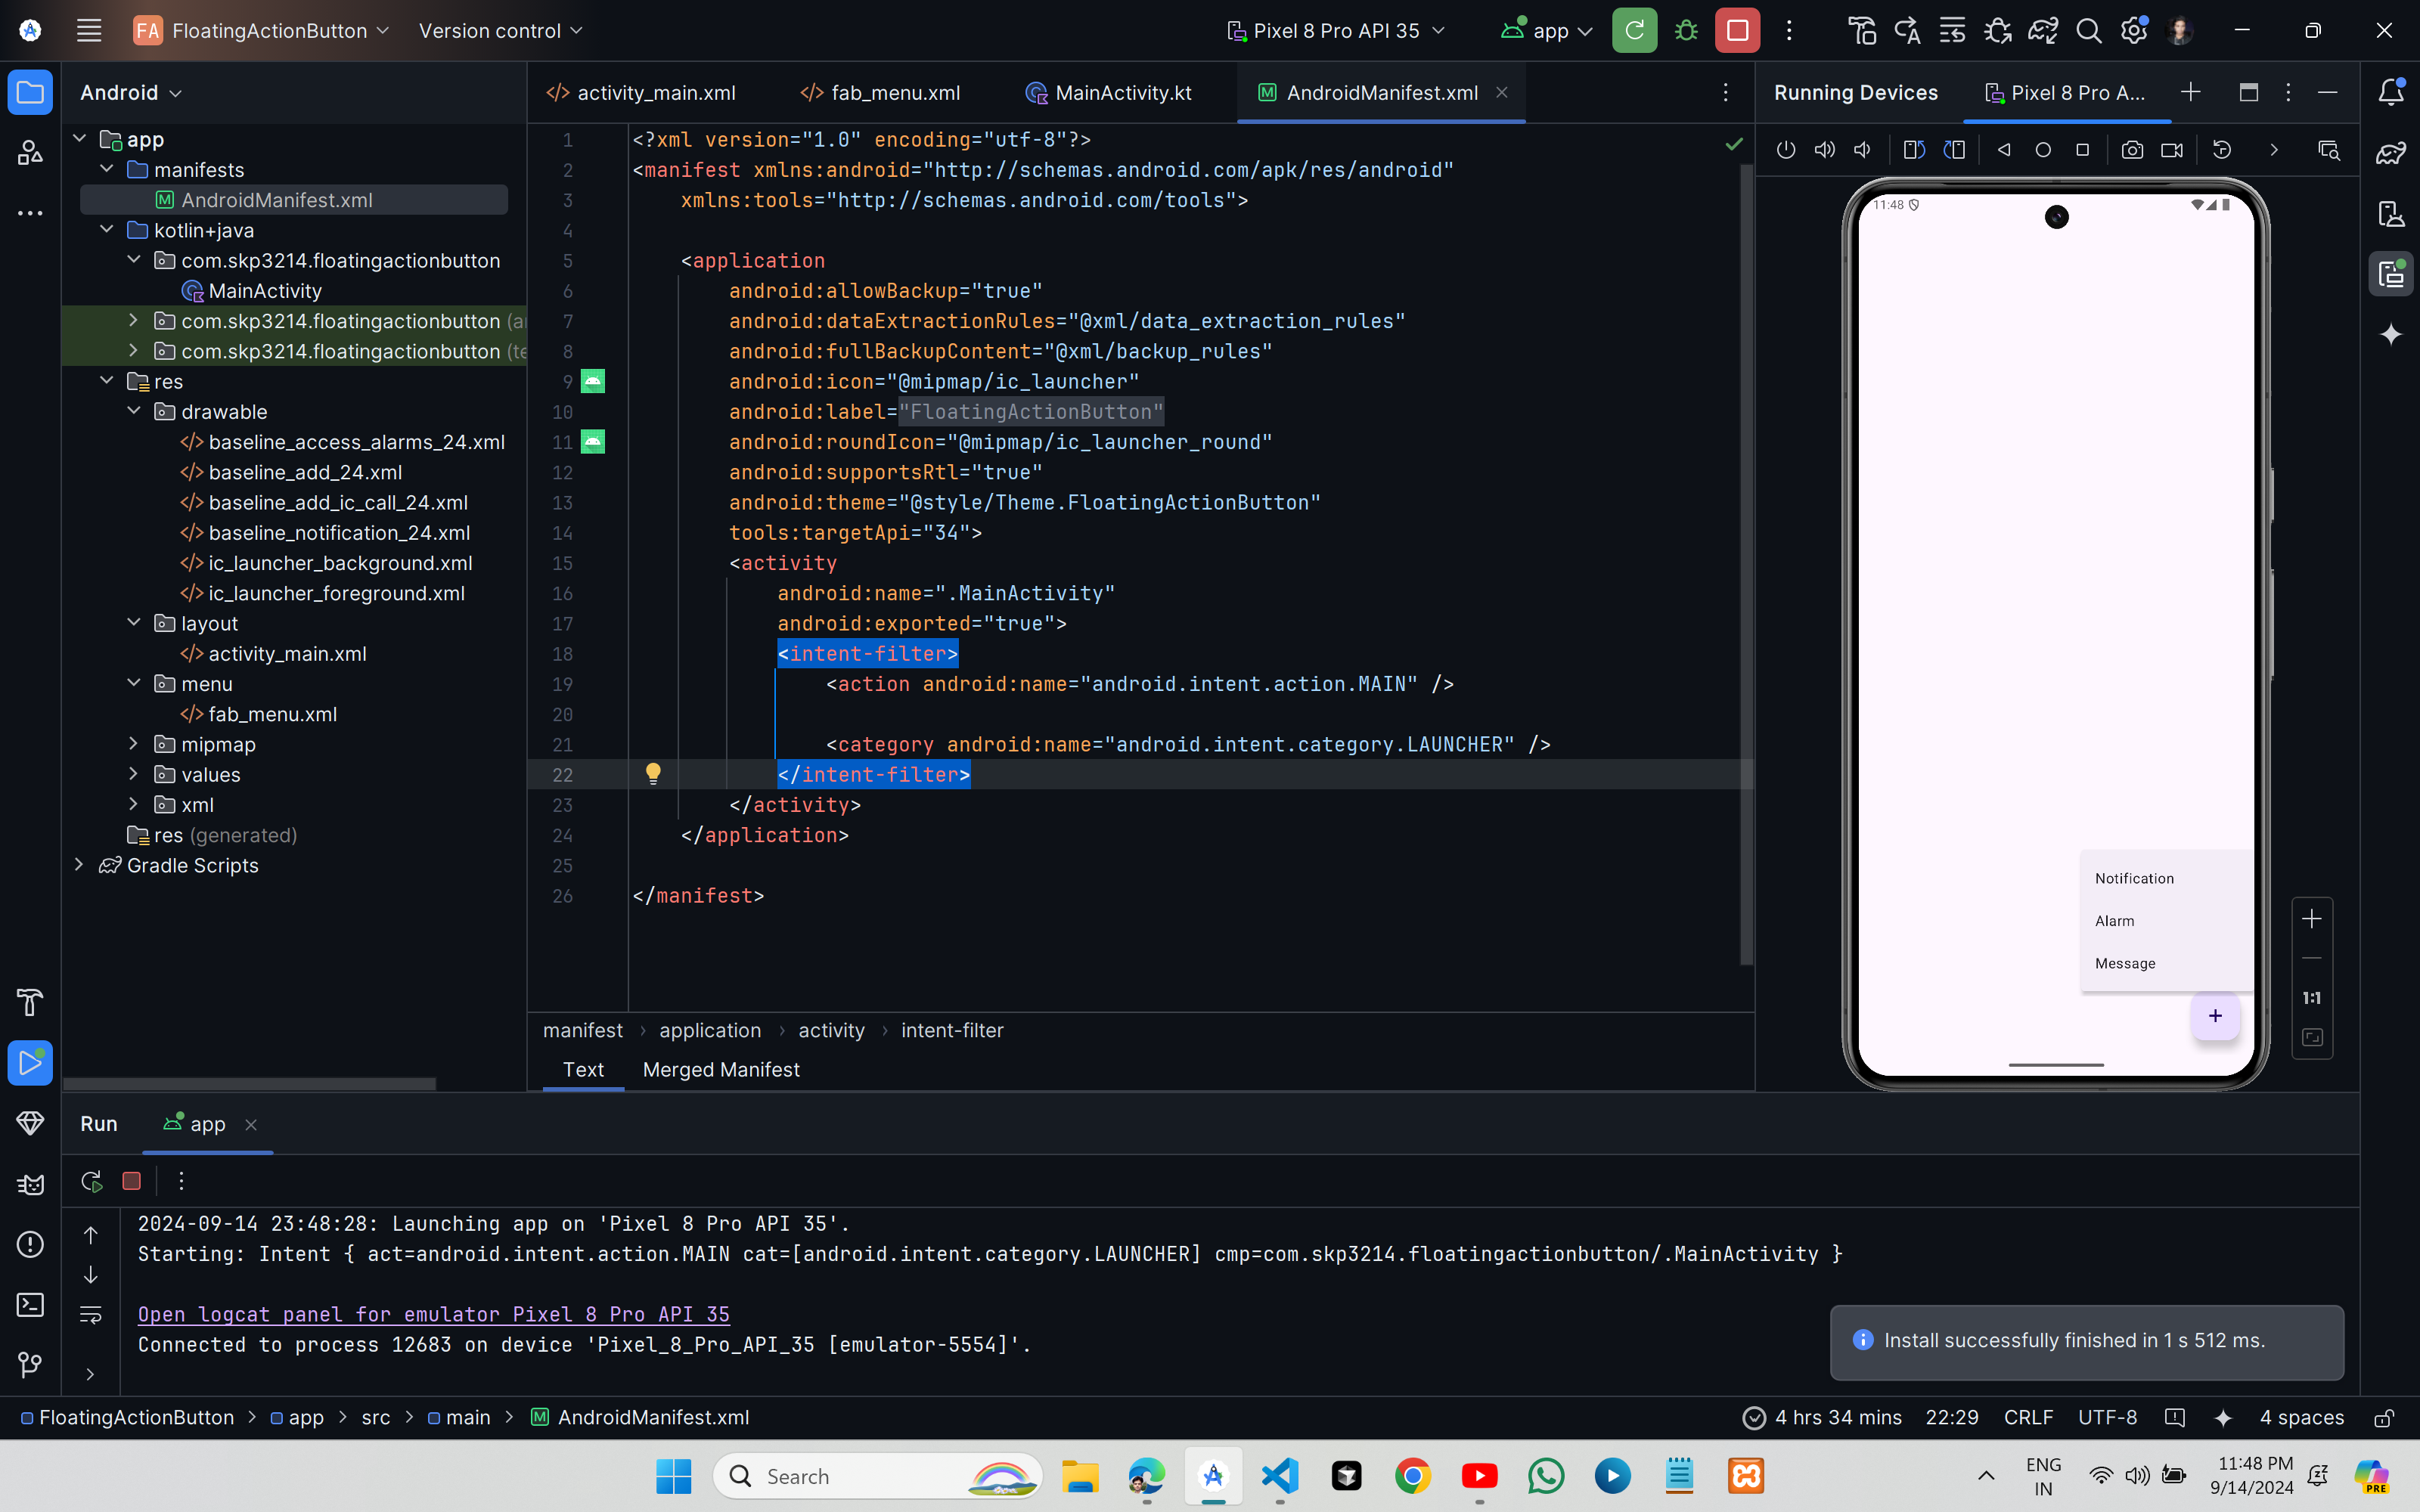 FA FloatingActionButton Version control Pixel 8 Pro API 35 app
Android
app
manifests
AndroidManifest.xml
kotlin+java
com.skp3214.floatingactionbutton
MainActivity
com.skp3214.floatingactionbutton
com.skp3214.floatingactionbutton
res
drawable
baseline_access_alarms_24.xml
baseline_add_24.xml
baseline_add_ic_call_24.xml
baseline_notification_24.xml
ic_launcher_background.xml
ic_launcher_foreground.xml
layout
activity_main.xml
menu
fab_menu.xml
mipmap
values
xml
res (generated)
Gradle Scripts
activity_main.xml fab_menu.xml MainActivity.kt M AndroidManifest.xml
1 <?xml version="1.0" encoding="utf-8"?>
2 <manifest xmlns:android="http://schemas.android.com/apk/res/android"
3 xmlns:tools="http://schemas.android.com/tools">
4
5 <application
6 android:allowBackup="true"
7 android:dataExtractionRules="@xml/data_extraction_rules"
8 android:fullBackupContent="@xml/backup_rules"
9 android:icon="@mipmap/ic_launcher"
10 android:label="FloatingActionButton"
11 android:roundIcon="@mipmap/ic_launcher_round"
12 android:supportsRtl="true"
13 android:theme="@style/Theme.FloatingActionButton"
14 tools:targetApi="34">
15 <activity
16 android:name=".MainActivity"
17 android:exported="true">
18 <intent-filter>
19 <action android:name="android.intent.action.MAIN" />
20
21 <category android:name="android.intent.category.LAUNCHER" />
22 </intent-filter>
23 </activity>
24 </application>
25
26 </manifest>
manifest › application › activity › intent-filter
Text Merged Manifest
Running Devices Pixel 8 Pro A...
11:48
Notification
Alarm
Message
+
1:1
Run app
2024-09-14 23:48:28: Launching app on 'Pixel 8 Pro API 35'.
Starting: Intent { act=android.intent.action.MAIN cat=[android.intent.category.LAUNCHER] cmp=com.skp3214.floatingactionbutton/.MainActivity }
Open logcat panel for emulator Pixel 8 Pro API 35
Connected to process 12683 on device 'Pixel_8_Pro_API_35 [emulator-5554]'.
Install successfully finished in 1 s 512 ms.
FloatingActionButton > app > src > main > M AndroidManifest.xml 4 hrs 34 mins 22:29 CRLF UTF-8 4 spaces
Search
ENG
IN
11:48 PM
9/14/2024
PRE